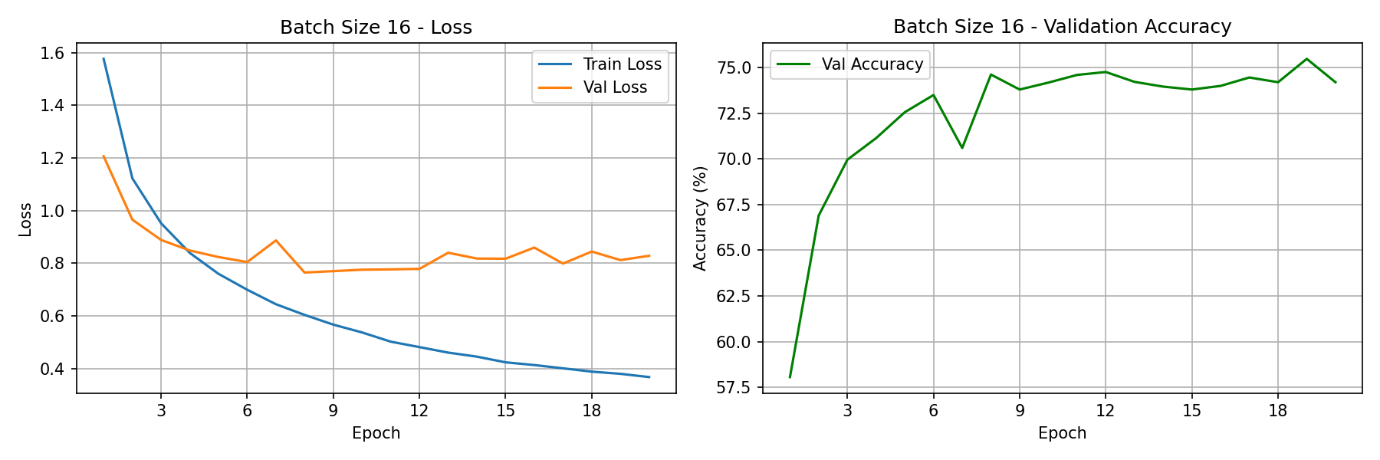 Batch Size 16 - Loss
1.6
1.4
1.2
1.0
0.8
0.6
0.4
Loss
Train Loss
Val Loss
3 6 9 12 15 18
Epoch
Batch Size 16 - Validation Accuracy
75.0
72.5
70.0
67.5
65.0
62.5
60.0
57.5
Accuracy (%)
Val Accuracy
3 6 9 12 15 18
Epoch